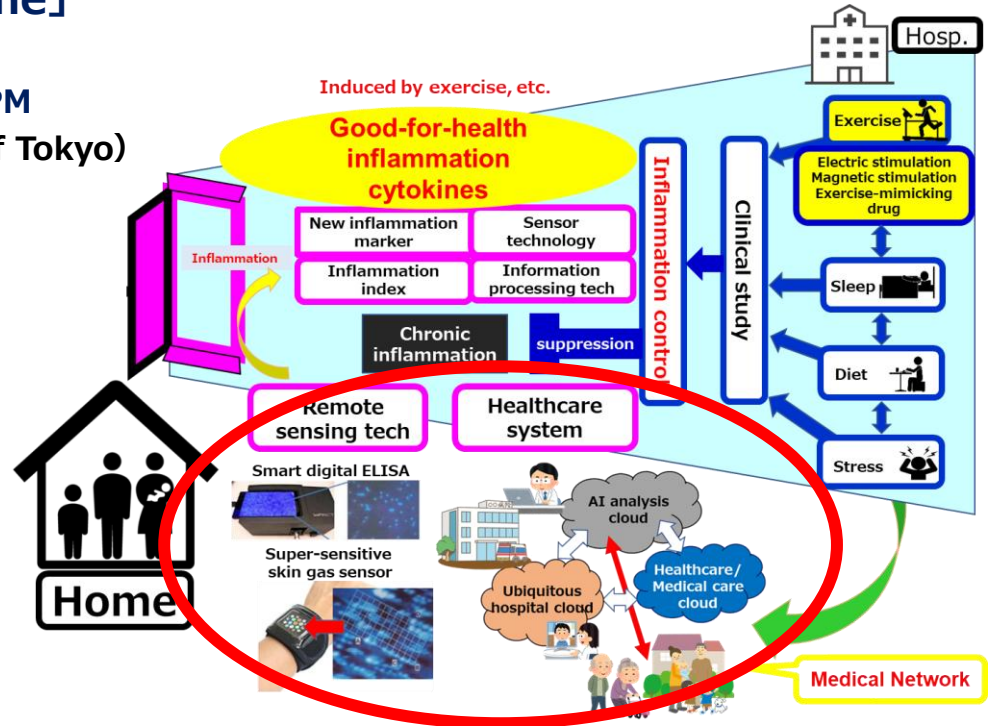 ne」
Hosp.
PM
f Tokyo）
Induced by exercise, etc.
Good-for-health
inflammation
cytokines
Exercise
Electric stimulation
Magnetic stimulation
Exercise-mimicking
drug
New inflammation
marker
Sensor
technology
Inflammation
Inflammation
index
Information
processing tech
Inflammation control
Clinical study
Sleep
Chronic
inflammation
suppression
Diet
Remote
sensing tech
Healthcare
system
Stress
Smart digital ELISA
AI analysis
cloud
Super-sensitive
skin gas sensor
Ubiquitous
hospital cloud
Healthcare/
Medical care
cloud
Home
Medical Network